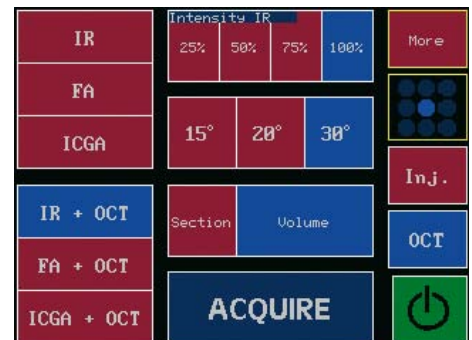 IR
FA
ICGA
IR + OCT
FA + OCT
ICGA + OCT
Intensity IR
25% 50% 75% 100%
15° 20° 30°
Section Volume
ACQUIRE
More
Inj.
OCT